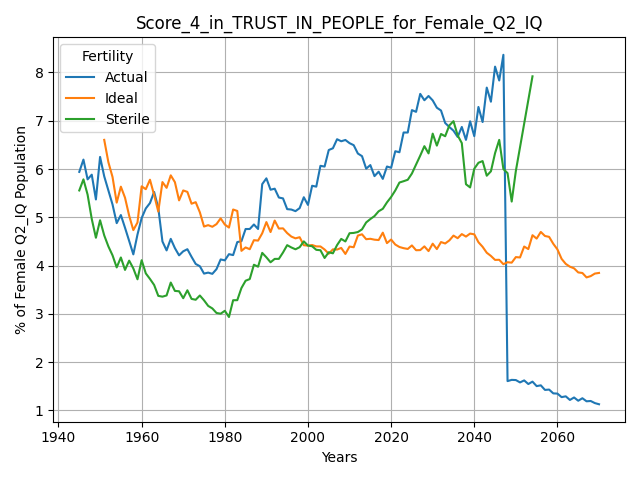 Score_4_in_TRUST_IN_PEOPLE_for_Female_Q2_IQ
Fertility
Actual
Ideal
Sterile
% of Female Q2_IQ Population
8
7
6
5
4
3
2
1
1940 1960 1980 2000 2020 2040 2060
Years